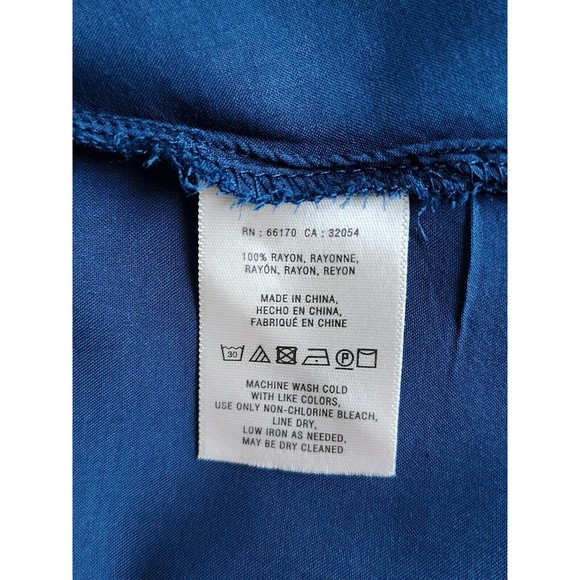 RN : 66170 CA : 32054
100% RAYON, RAYONNE,
RAYÓN, RAYON, REYON
MADE IN CHINA,
HECHO EN CHINA,
FABRIQUÉ EN CHINE
30 P
MACHINE WASH COLD
WITH LIKE COLORS,
USE ONLY NON-CHLORINE BLEACH,
LINE DRY,
LOW IRON AS NEEDED,
MAY BE DRY CLEANED